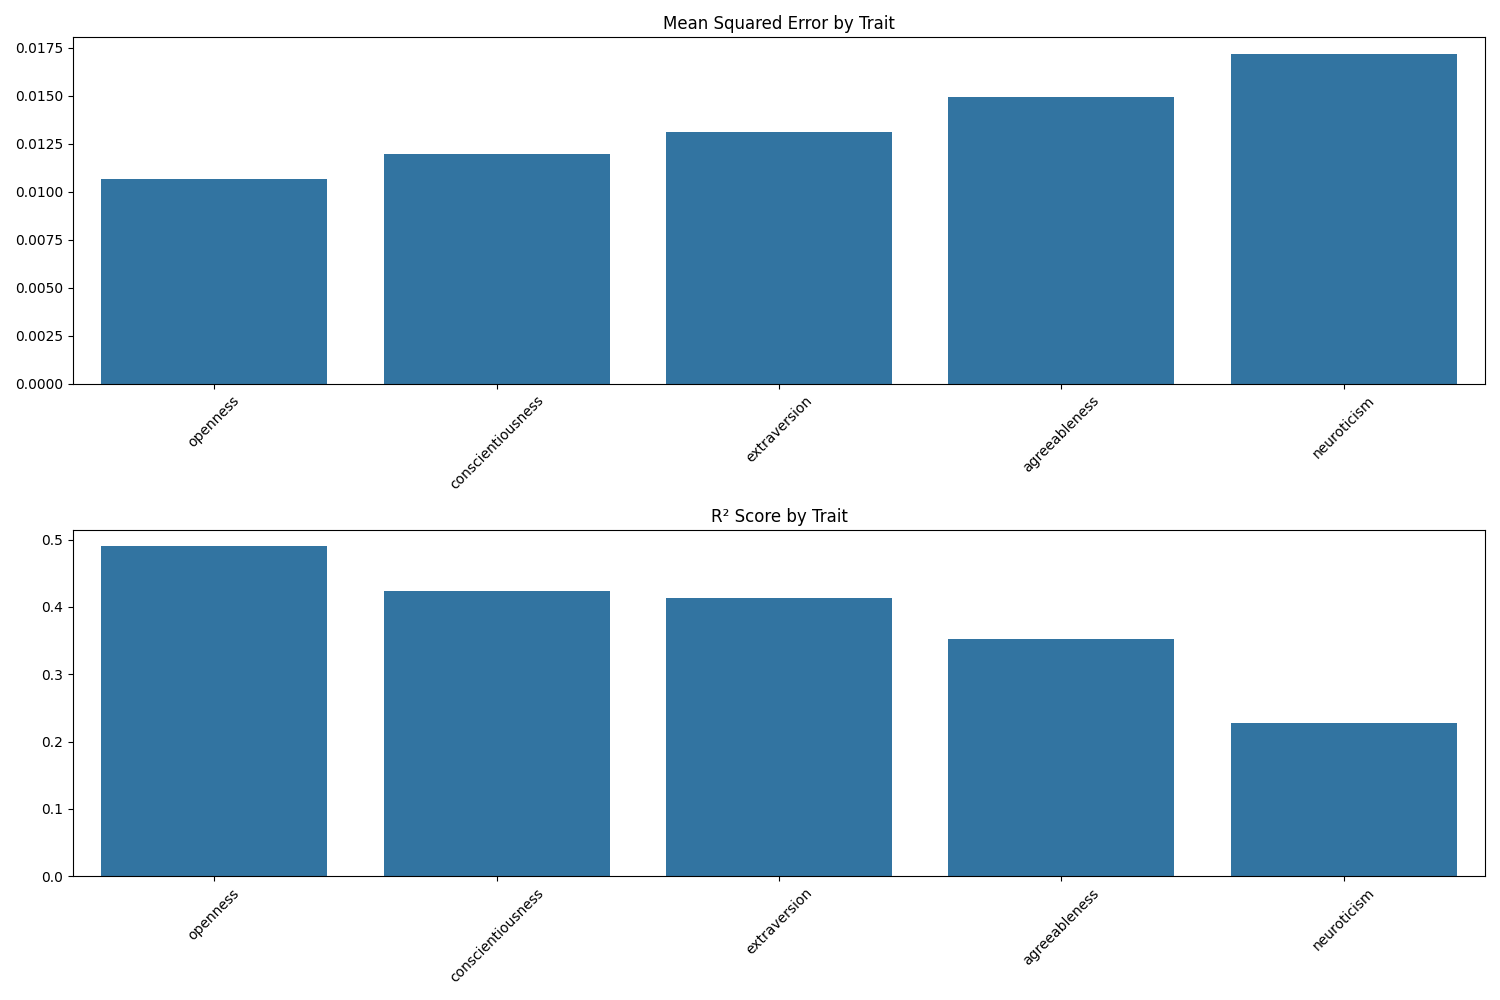 Mean Squared Error by Trait
0.0175
0.0150
0.0125
0.0100
0.0075
0.0050
0.0025
0.0000
openness
conscientiousness
extraversion
agreeableness
neuroticism
R² Score by Trait
0.5
0.4
0.3
0.2
0.1
0.0
openness
conscientiousness
extraversion
agreeableness
neuroticism